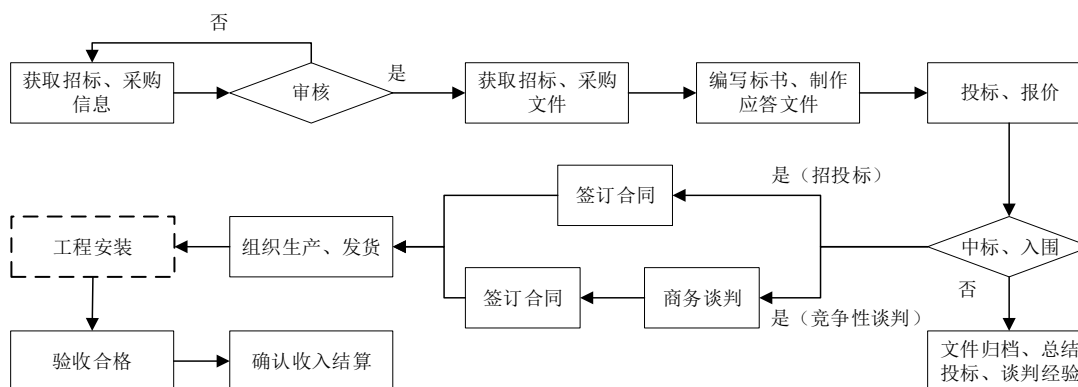 否
获取招标、采购
信息
审核
是
获取招标、采购
文件
编写标书、制作
应答文件
投标、报价
是（招投标）
签订合同
工程安装
组织生产、发货
中标、入围
签订合同
商务谈判
否
是（竞争性谈判）
验收合格
确认收入结算
文件归档、总结
投标、谈判经验